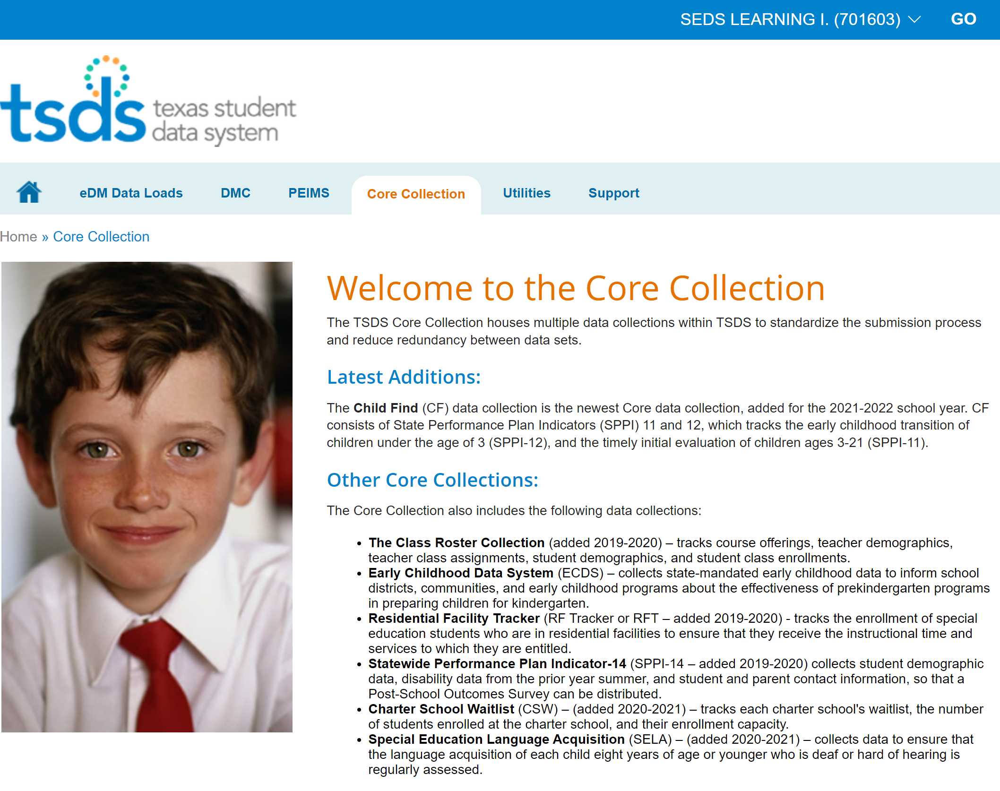 SEDS LEARNING I. (701603) GO
tsds texas student
data system
eDM Data Loads DMC PEIMS Core Collection Utilities Support
Home » Core Collection
Welcome to the Core Collection
The TSDS Core Collection houses multiple data collections within TSDS to standardize the submission process
and reduce redundancy between data sets.
Latest Additions:
The Child Find (CF) data collection is the newest Core data collection, added for the 2021-2022 school year. CF
consists of State Performance Plan Indicators (SPPI) 11 and 12, which tracks the early childhood transition of
children under the age of 3 (SPPI-12), and the timely initial evaluation of children ages 3-21 (SPPI-11).
Other Core Collections:
The Core Collection also includes the following data collections:
• The Class Roster Collection (added 2019-2020) – tracks course offerings, teacher demographics,
teacher class assignments, student demographics, and student class enrollments.
• Early Childhood Data System (ECDS) – collects state-mandated early childhood data to inform school
districts, communities, and early childhood programs about the effectiveness of prekindergarten programs
in preparing children for kindergarten.
• Residential Facility Tracker (RF Tracker or RFT – added 2019-2020) - tracks the enrollment of special
education students who are in residential facilities to ensure that they receive the instructional time and
services to which they are entitled.
• Statewide Performance Plan Indicator-14 (SPPI-14 – added 2019-2020) collects student demographic
data, disability data from the prior year summer, and student and parent contact information, so that a
Post-School Outcomes Survey can be distributed.
• Charter School Waitlist (CSW) – (added 2020-2021) – tracks each charter school's waitlist, the number
of students enrolled at the charter school, and their enrollment capacity.
• Special Education Language Acquisition (SELA) – (added 2020-2021) – collects data to ensure that
the language acquisition of each child eight years of age or younger who is deaf or hard of hearing is
regularly assessed.